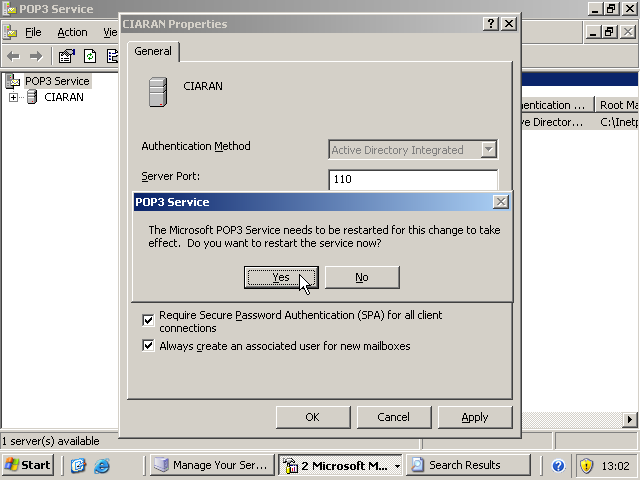 POP3 Service
CIARAN Properties
File Action
General
POP3 Service
CIARAN
CIARAN
Authentication ...
Root Ma
Active Director...
C:\Inetp
Authentication Method
Active Directory Integrated
Server Port:
110
POP3 Service
The Microsoft POP3 Service needs to be restarted for this change to take
effect. Do you want to restart the service now?
Yes No
Require Secure Password Authentication (SPA) for all client
connections
Always create an associated user for new mailboxes
OK Cancel Apply
1 server(s) available
Start
Manage Your Ser...
2 Microsoft M...
Search Results
13:02